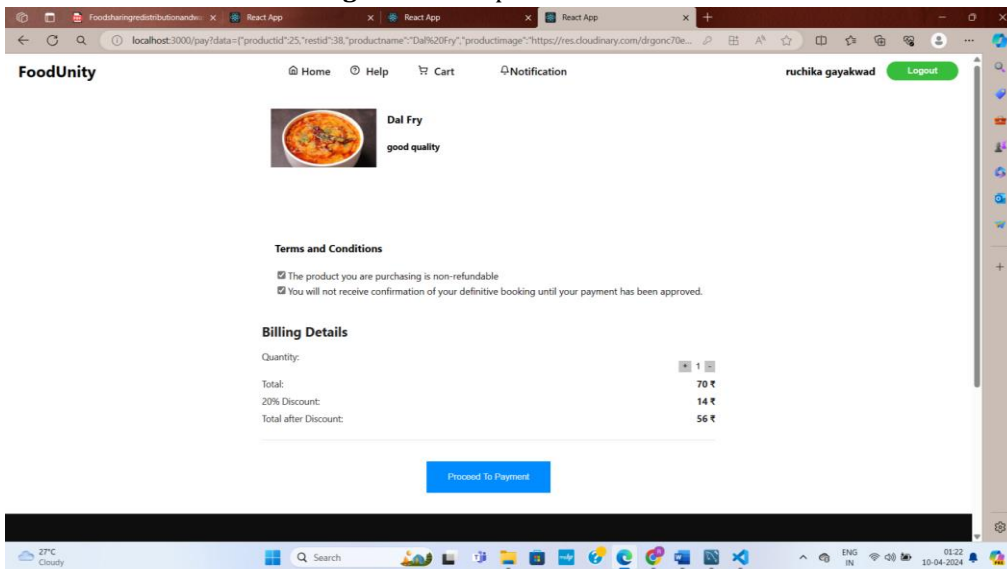 Foodsharingredistributionandwa
React App
React App
React App
localhost:3000/pay?data={"productid":25,"restid":38,"productname":"Dal%20Fry","productimage":"https://res.cloudinary.com/drgonc70e...
FoodUnity
Home
Help
Cart
Notification
ruchika gayakwad
Logout
Dal Fry
good quality
Terms and Conditions
The product you are purchasing is non-refundable
You will not receive confirmation of your definitive booking until your payment has been approved.
Billing Details
Quantity:
+ 1 -
Total:
70 ₹
20% Discount:
14 ₹
Total after Discount:
56 ₹
Proceed To Payment
27°C
Cloudy
Search
ENG
IN
01:22
10-04-2024